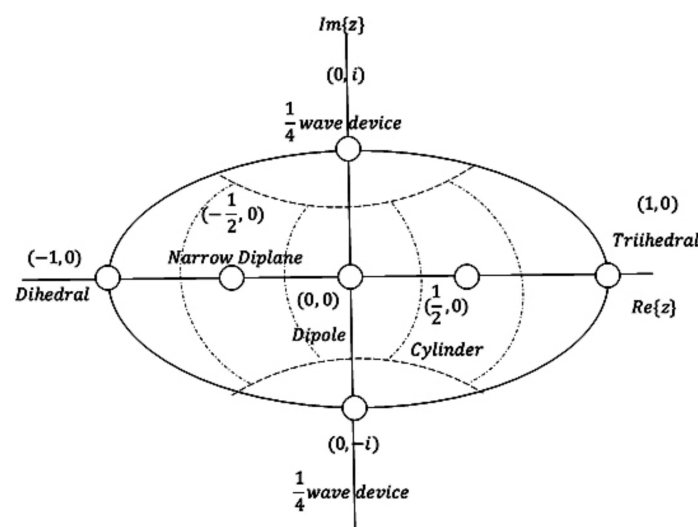 Im{z}
(0, i)
1/4 wave device
(-1/2, 0)
(1, 0)
Triihedral
(-1, 0)
Narrow Diplane
Dihedral
(0, 0)
(1/2, 0)
Re{z}
Dipole
Cylinder
(0, -i)
1/4 wave device